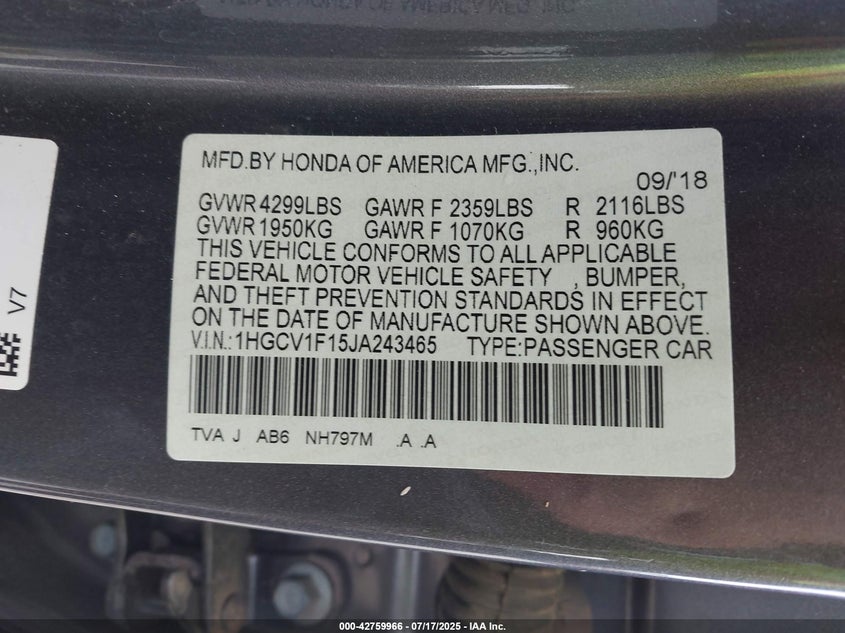 MFD.BY HONDA OF AMERICA MFG.,INC.
09/'18
GVWR 4299LBS GAWR F 2359LBS R 2116LBS
GVWR 1950KG GAWR F 1070KG R 960KG
THIS VEHICLE CONFORMS TO ALL APPLICABLE
FEDERAL MOTOR VEHICLE SAFETY , BUMPER,
AND THEFT PREVENTION STANDARDS IN EFFECT
ON THE DATE OF MANUFACTURE SHOWN ABOVE.
V.I.N.:1HGCV1F15JA243465 TYPE:PASSENGER CAR
TVA J AB6 NH797M .A .A
V7
000-42759966 - 07/17/2025 - IAA Inc.